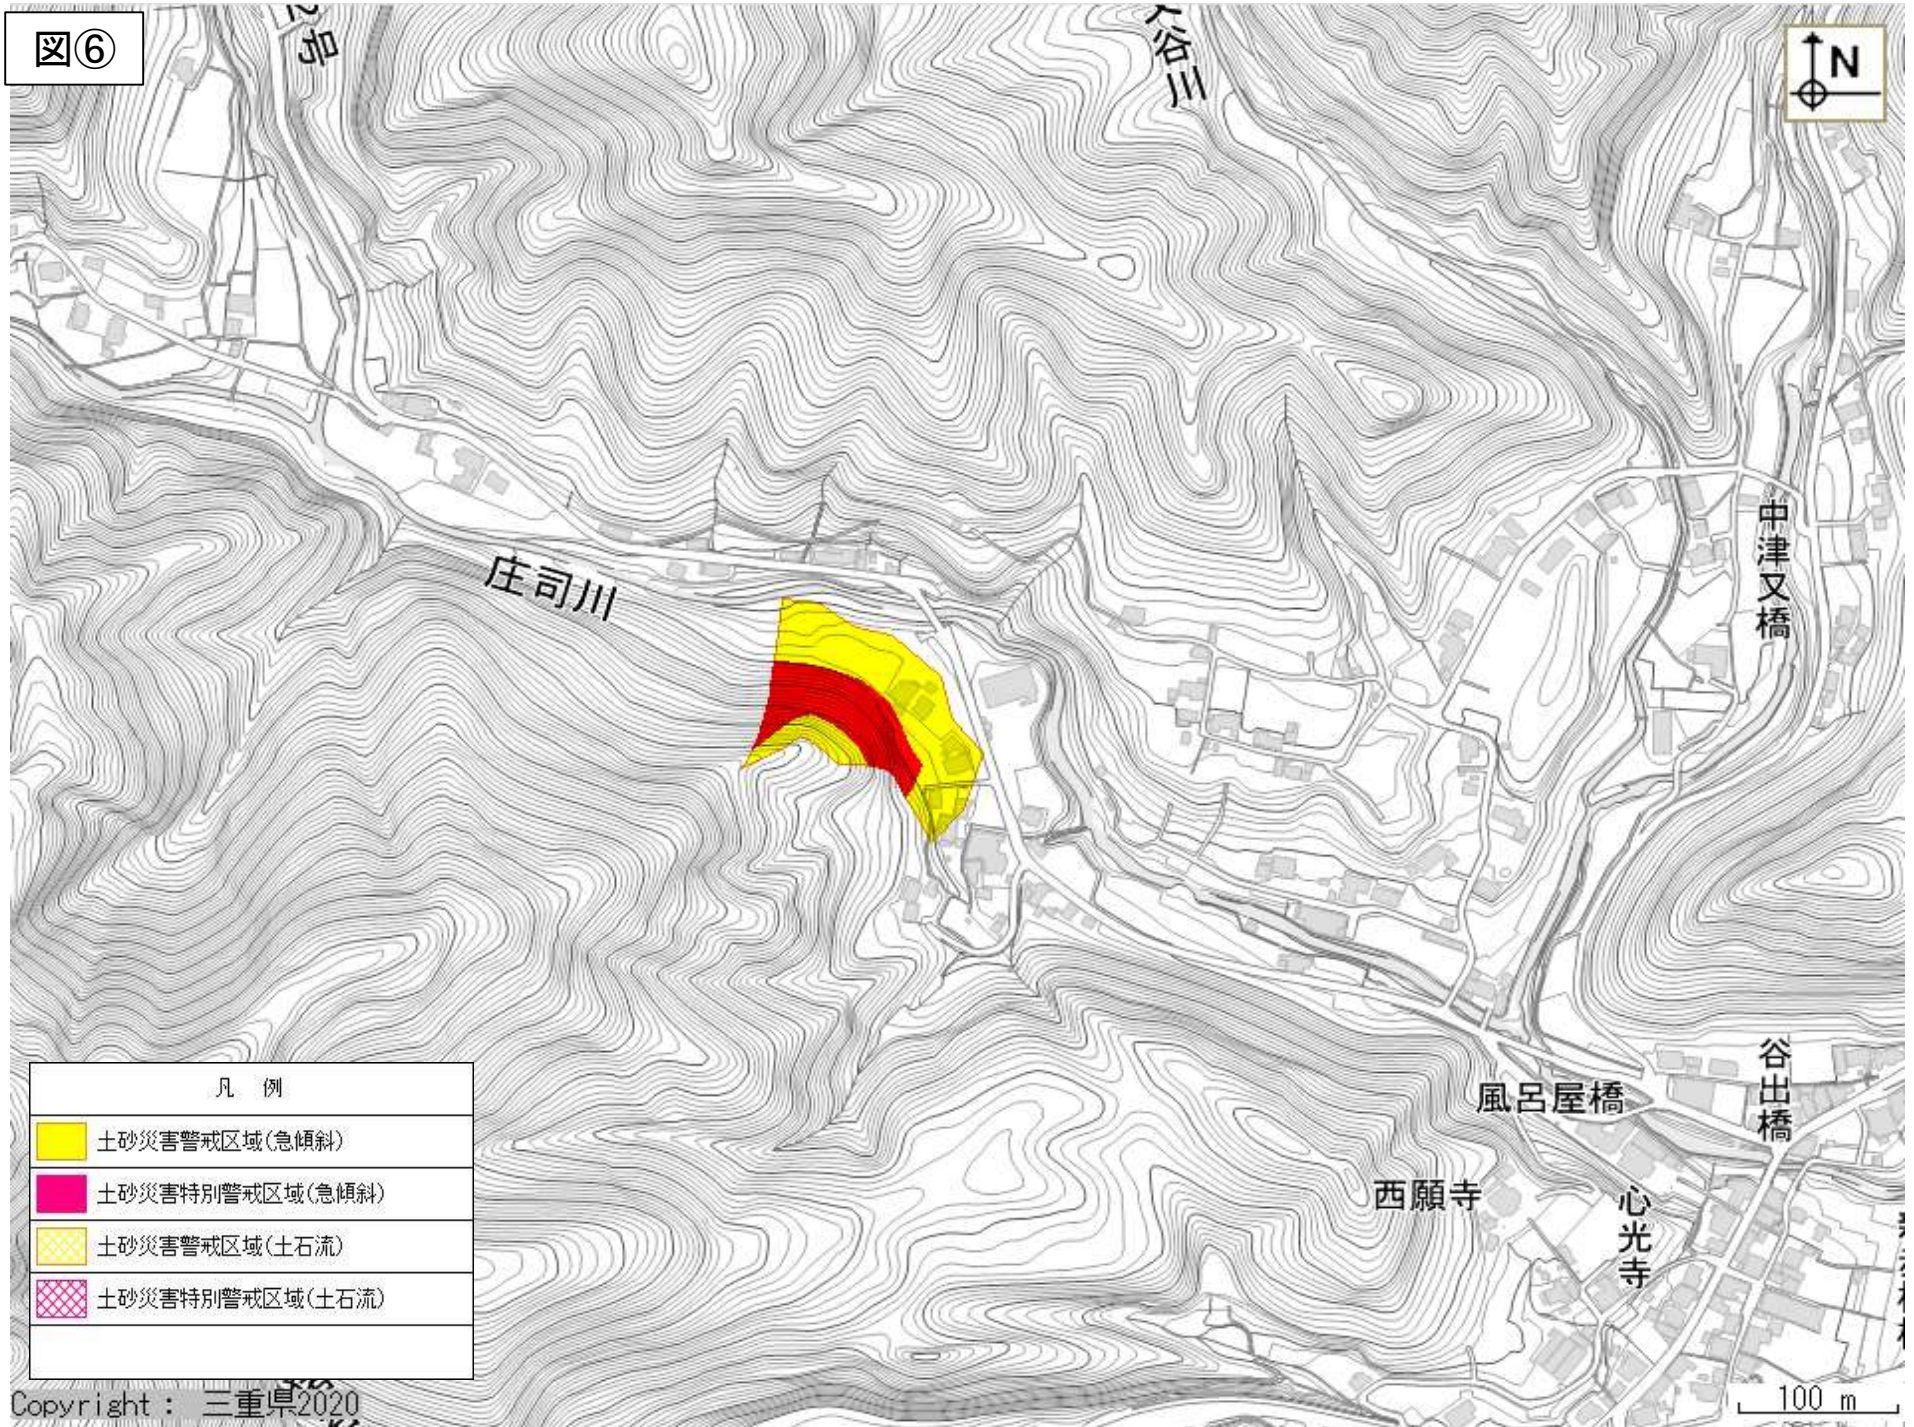 図⑥
2号
谷川
N
庄司川
中津又橋
谷出橋
風呂屋橋
西願寺
心光寺
凡 例
土砂災害警戒区域(急傾斜)
土砂災害特別警戒区域(急傾斜)
土砂災害警戒区域(土石流)
土砂災害特別警戒区域(土石流)
Copyright : 三重県2020
100 m